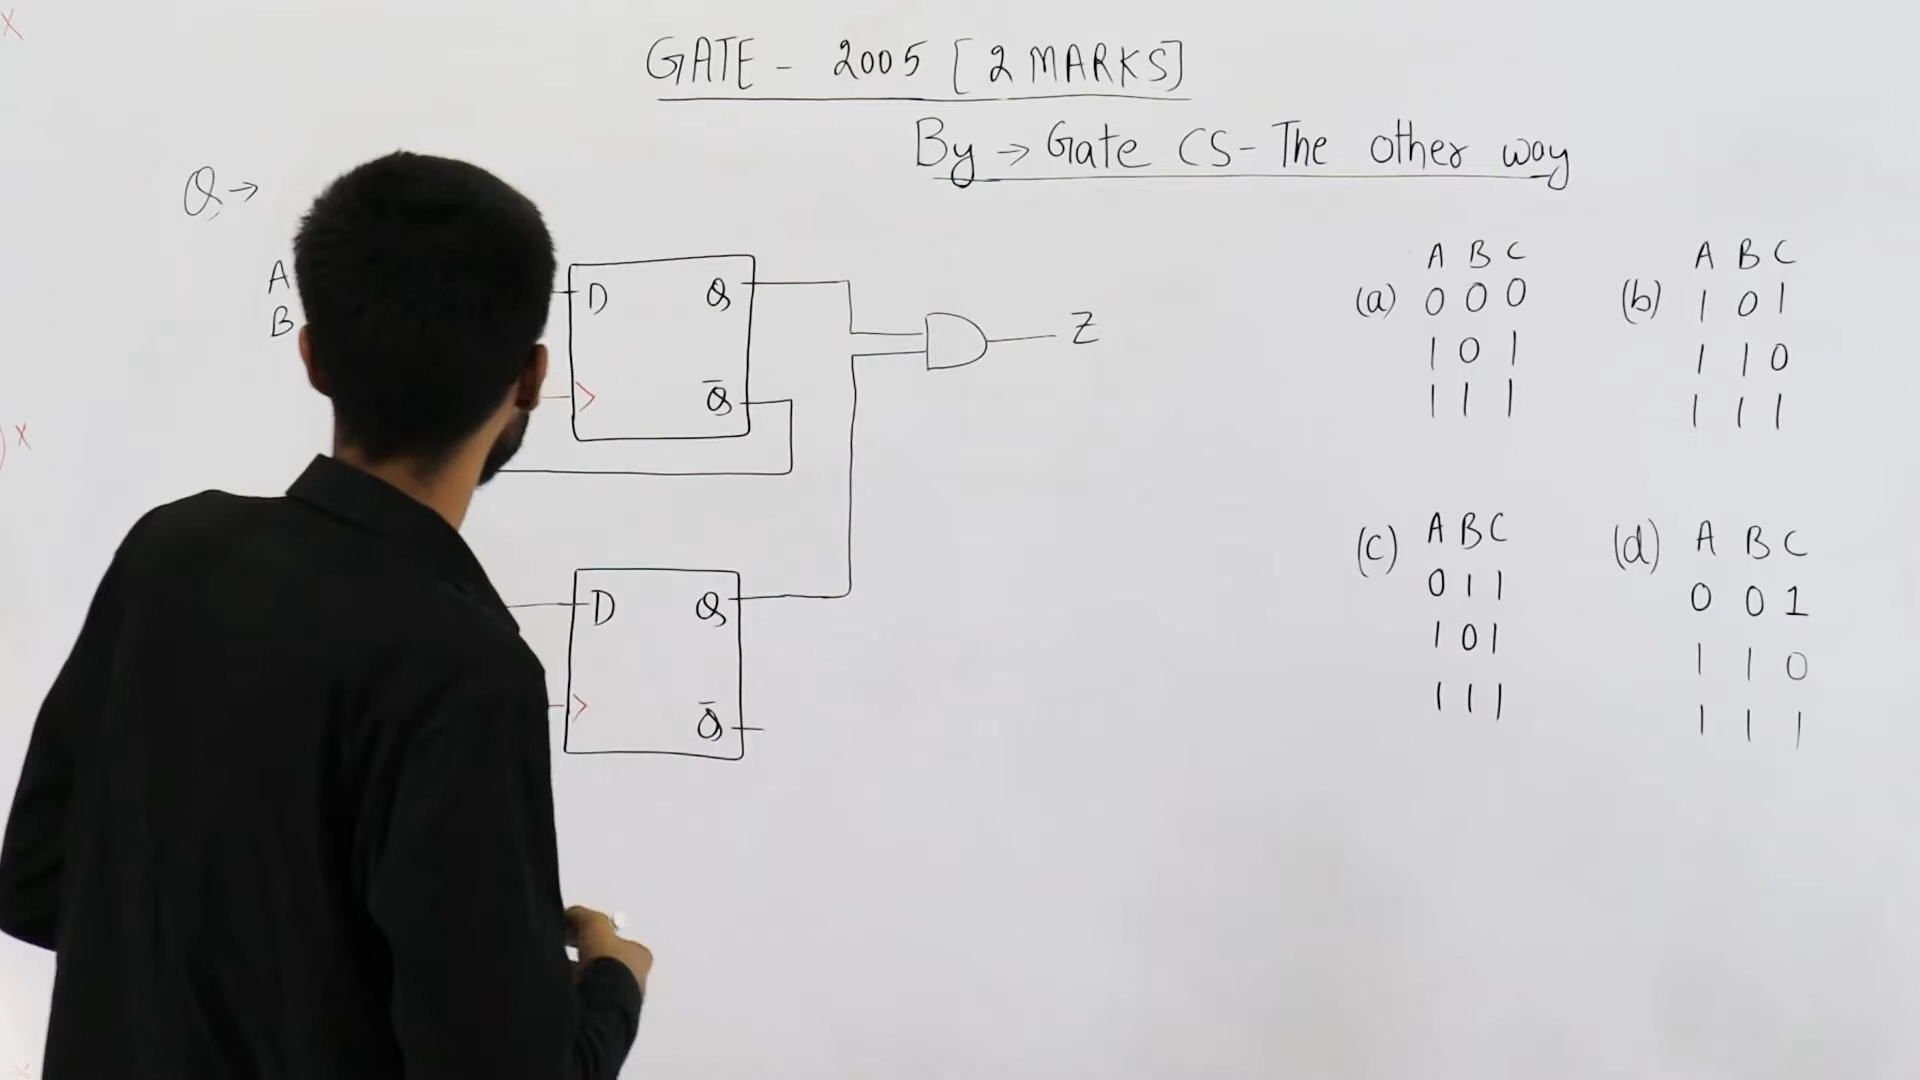 GATE - 2005 [2 MARKS]
By → Gate CS - The other way
Q →
A
B
D Q
Q̅
Z
D Q
Q̅
(a) A B C
0 0 0
1 0 1
1 1 1
(b) A B C
1 0 1
1 1 0
1 1 1
(c) A B C
0 1 1
1 0 1
1 1 1
(d) A B C
0 0 1
1 1 0
1 1 1
x
) x